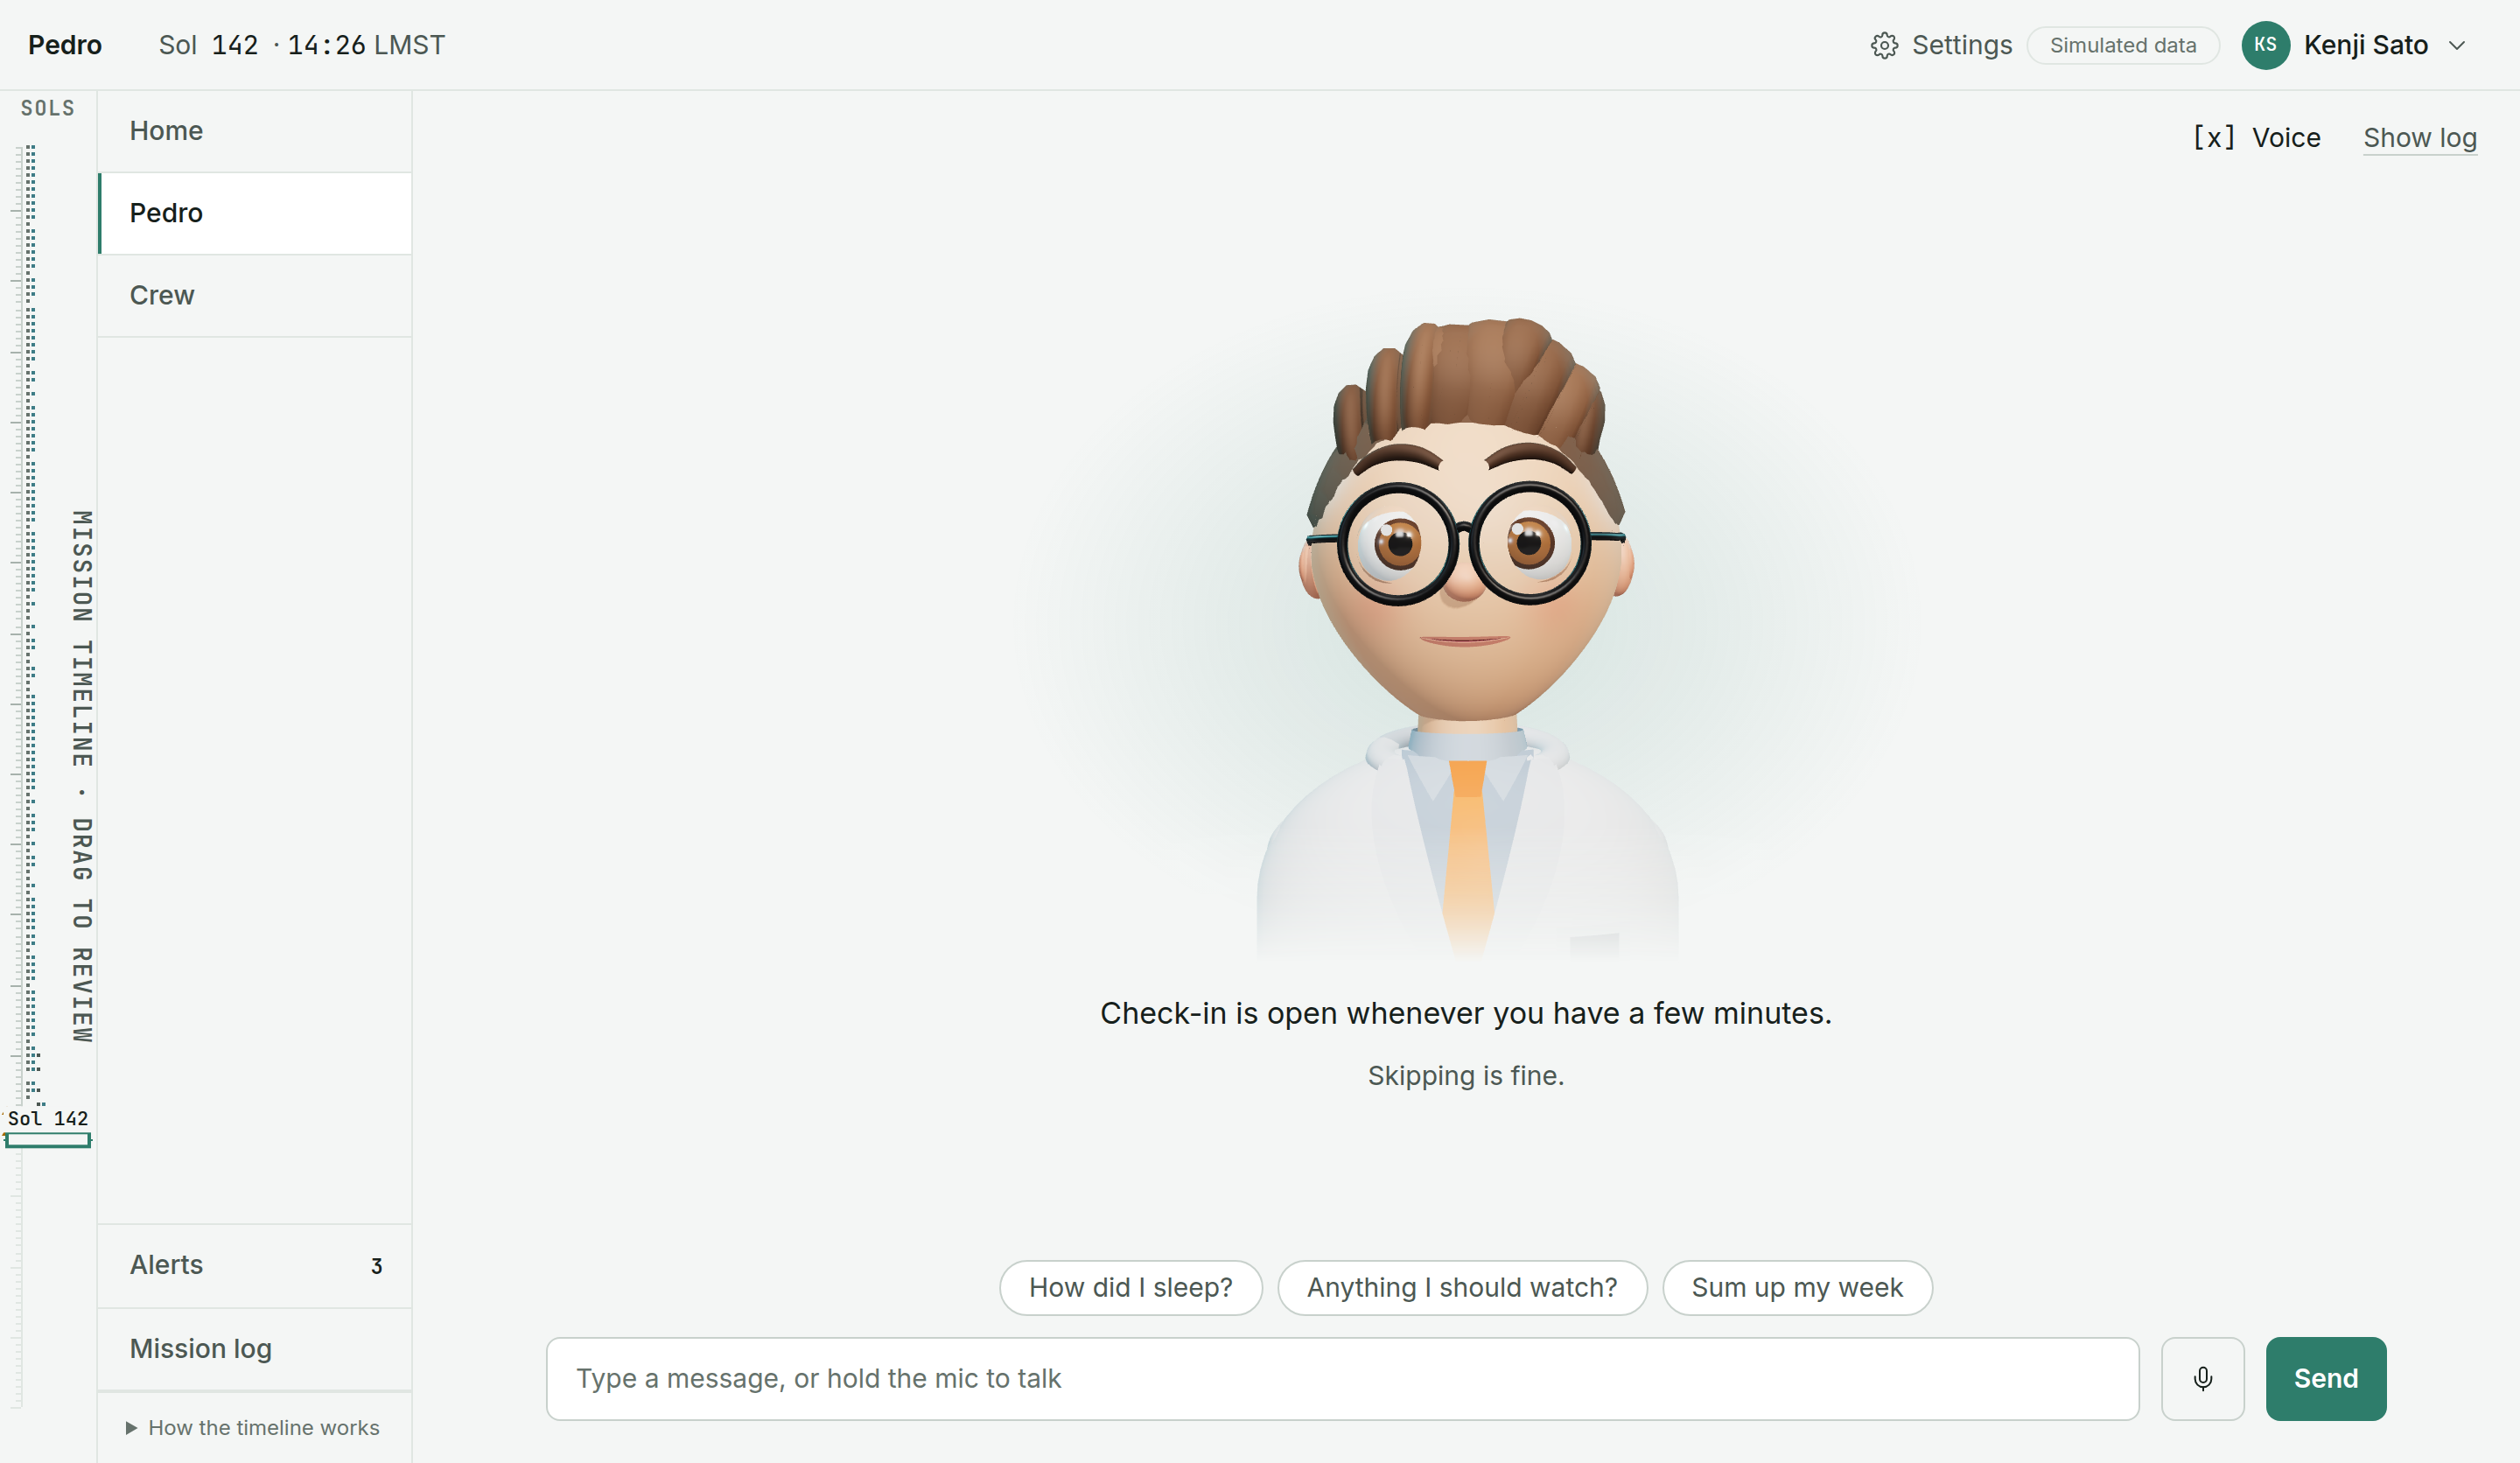 Pedro
Sol 142 · 14:26 LMST
Settings
Simulated data
KS
Kenji Sato
SOLS
Home
Pedro
Crew
[x] Voice
Show log
MISSION TIMELINE · DRAG TO REVIEW
Sol 142
Check-in is open whenever you have a few minutes.
Skipping is fine.
Alerts 3
Mission log
How the timeline works
How did I sleep?
Anything I should watch?
Sum up my week
Type a message, or hold the mic to talk
Send